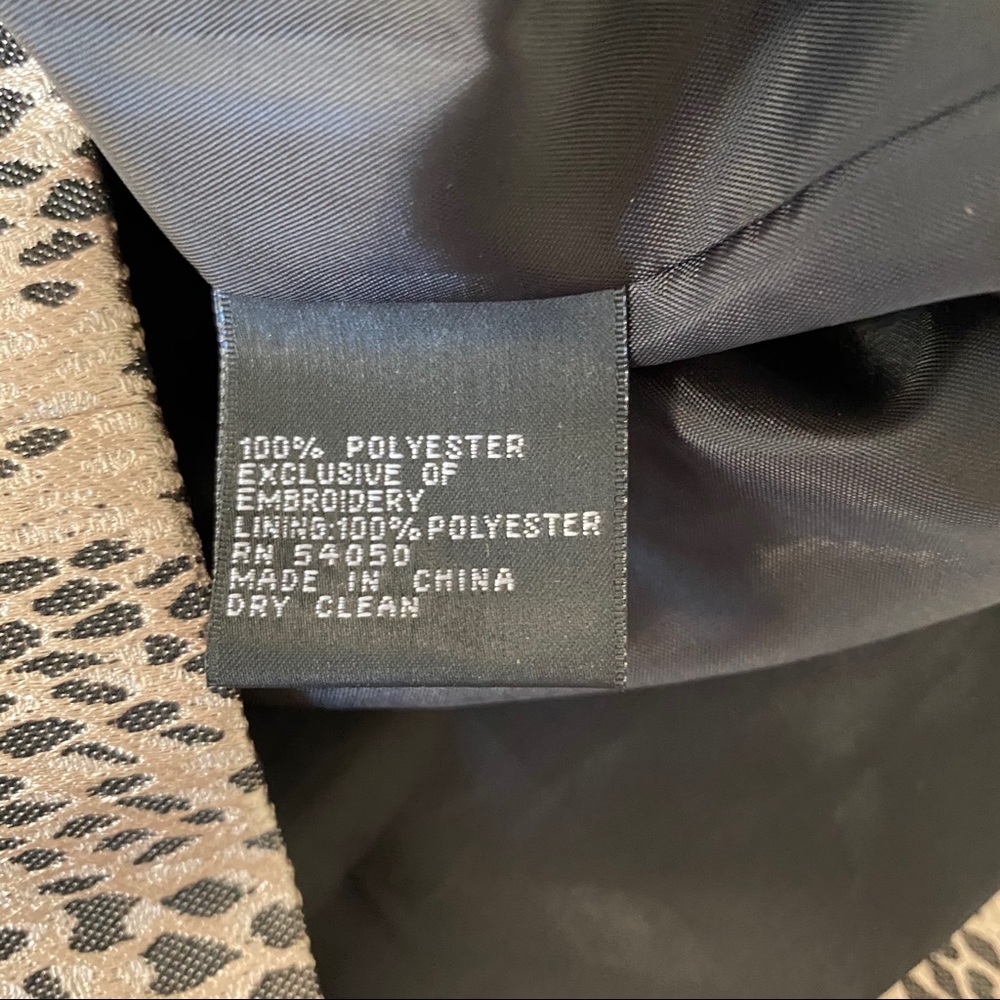 100% POLYESTER
EXCLUSIVE OF
EMBROIDERY
LINING:100% POLYESTER
RN 54050
MADE IN CHINA
DRY CLEAN